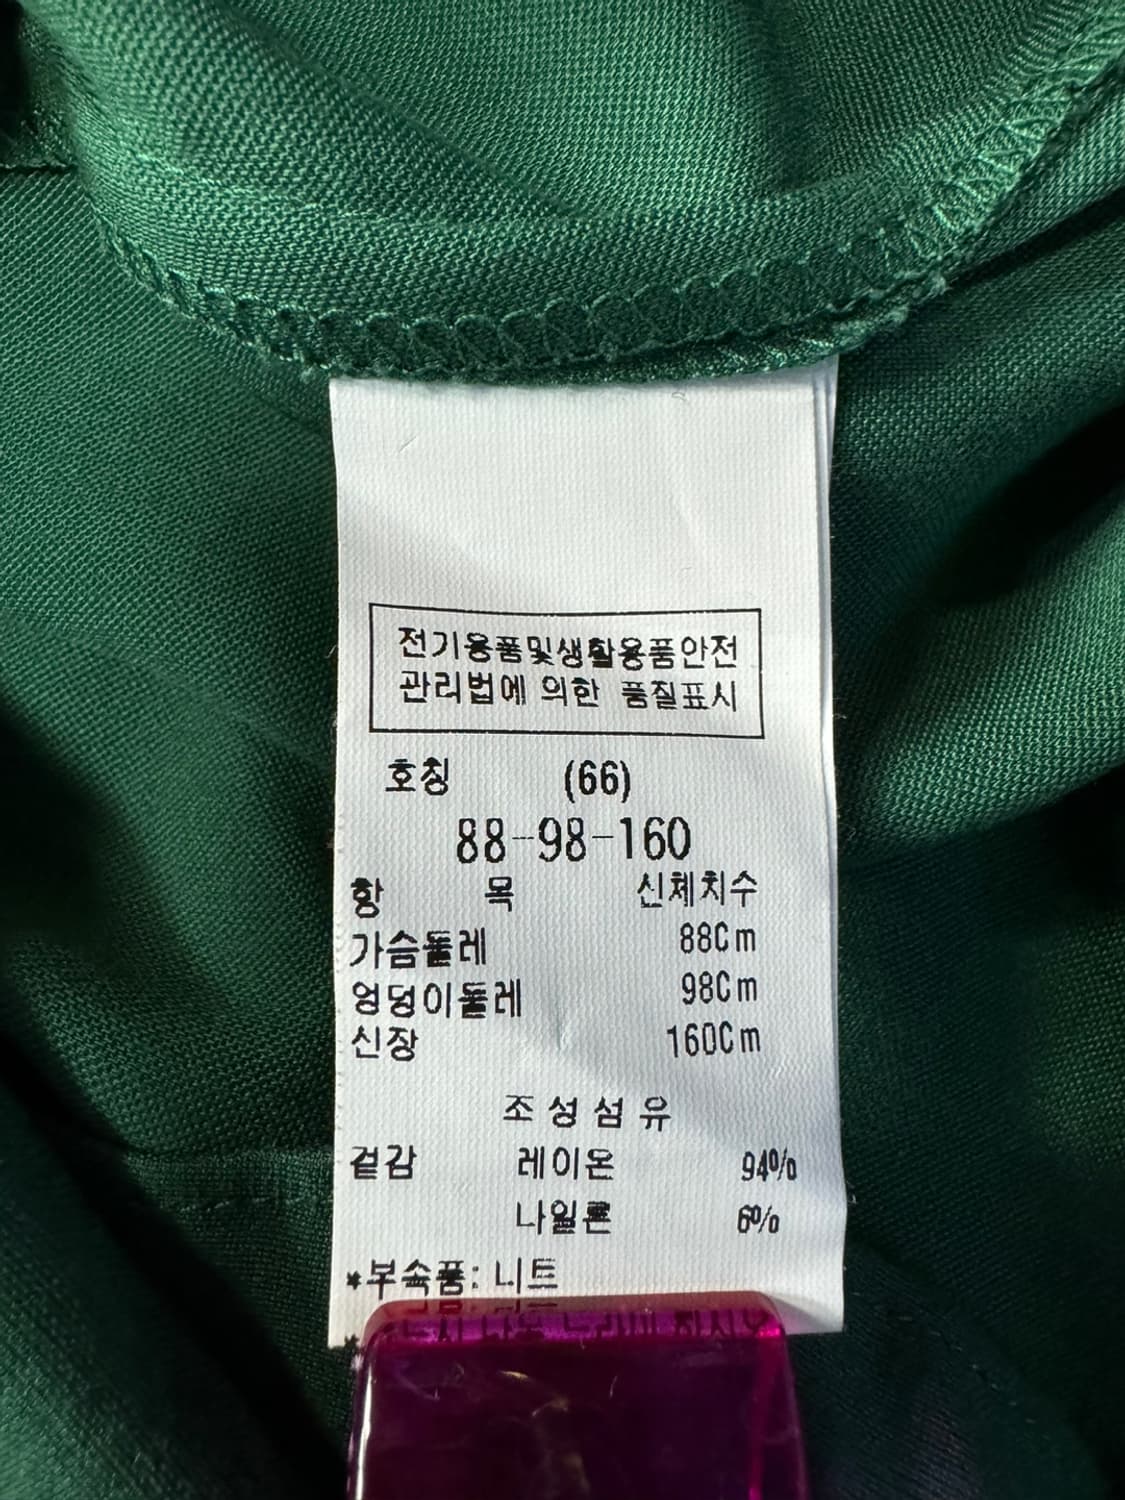 전기용품및생활용품안전
관리법에 의한 품질표시
호칭 (66)
88-98-160
항 목 신체치수
가슴둘레 88Cm
엉덩이둘레 98Cm
신장 160Cm
조성섬유
겉감 레이온 94%
나일론 6%
*부속품: 니트